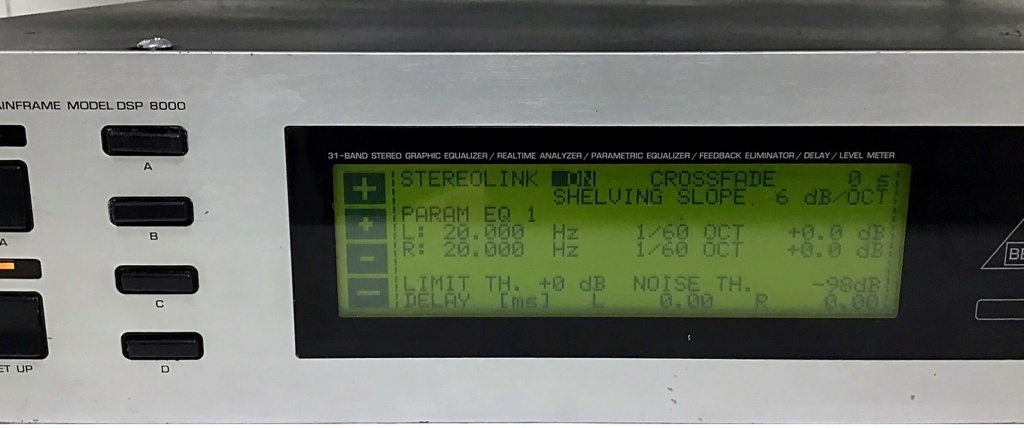 AINFRAME MODEL DSP 8000
A
B
C
D
A
ET UP
31-BAND STEREO GRAPHIC EQUALIZER / REALTIME ANALYZER / PARAMETRIC EQUALIZER / FEEDBACK ELIMINATOR / DELAY / LEVEL METER
STEREOLINK ON CROSSFADE 0 s
SHELVING SLOPE 6 dB/OCT
PARAM EQ 1
L: 20.000 Hz 1/60 OCT +0.0 dB
R: 20.000 Hz 1/60 OCT +0.0 dB
LIMIT TH. +0 dB NOISE TH. -98dB
DELAY [ms] L 0.00 R 0.00
+
+
-
-
BE